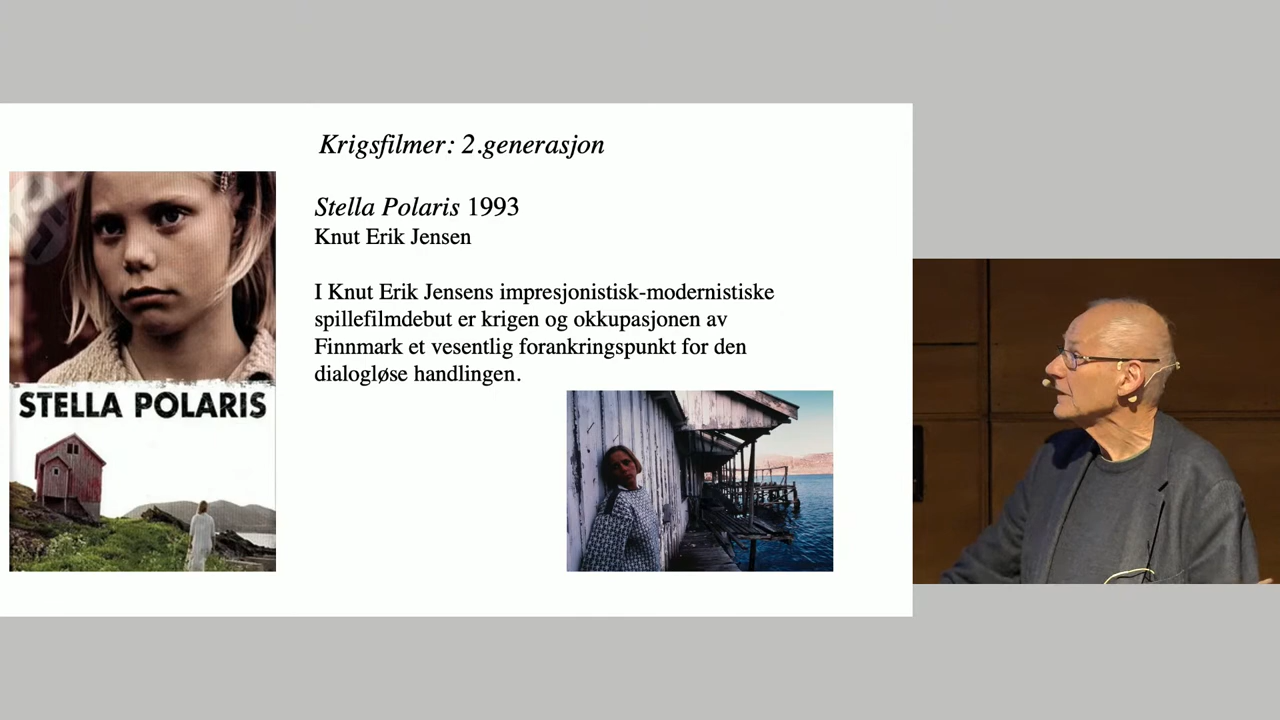 Krigsfilmer: 2.generasjon
Stella Polaris 1993
Knut Erik Jensen
I Knut Erik Jensens impresjonistisk-modernistiske
spillefilmdebut er krigen og okkupasjonen av
Finnmark et vesentlig forankringspunkt for den
dialogløse handlingen.
STELLA POLARIS